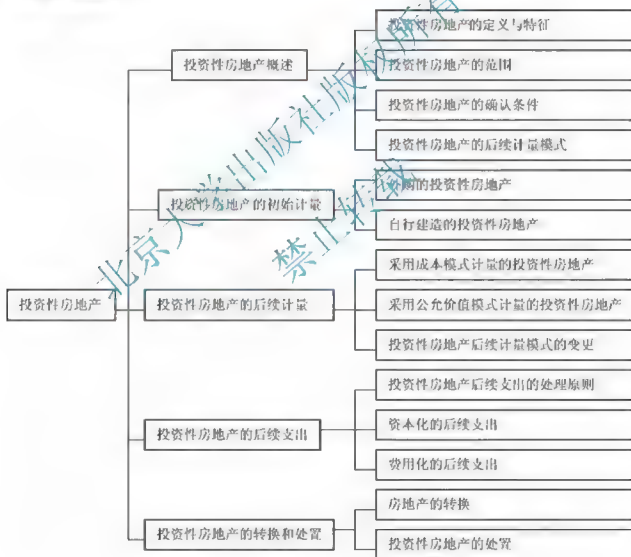 投资性房地产
投资性房地产概述
投资性房地产的定义与特征
投资性房地产的范围
投资性房地产的确认条件
投资性房地产的后续计量模式
投资性房地产的初始计量
外购的投资性房地产
自行建造的投资性房地产
投资性房地产的后续计量
采用成本模式计量的投资性房地产
采用公允价值模式计量的投资性房地产
投资性房地产后续计量模式的变更
投资性房地产的后续支出
投资性房地产后续支出的处理原则
资本化的后续支出
费用化的后续支出
投资性房地产的转换和处置
房地产的转换
投资性房地产的处置
北京大学出版社版权所有
禁止转载